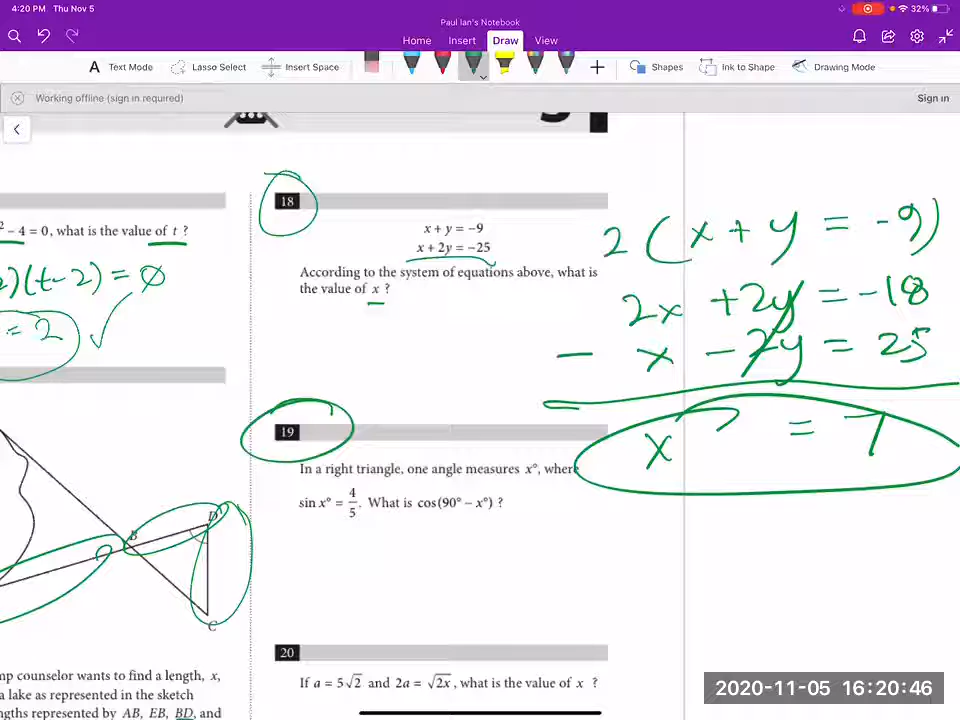 4:20 PM Thu Nov 5
32%
Paul Ian's Notebook
Home Insert Draw View
A Text Mode Lasso Select Insert Space + Shapes Ink to Shape Drawing Mode
Working offline (sign in required)
Sign in
² − 4 = 0, what is the value of t ?
)(t-2) = 0
= 2 ✓
B
D
C
mp counselor wants to find a length, x,
a lake as represented in the sketch
ngths represented by AB, EB, BD, and
18
x + y = −9
x + 2y = −25
According to the system of equations above, what is
the value of x ?
19
In a right triangle, one angle measures x°, where
sin x° = 4/5. What is cos(90° − x°) ?
20
If a = 5√2 and 2a = √2x, what is the value of x ?
2(x + y = -9)
2x + 2y = -18
- x - 2y = 25
x = 7
2020-11-05 16:20:46